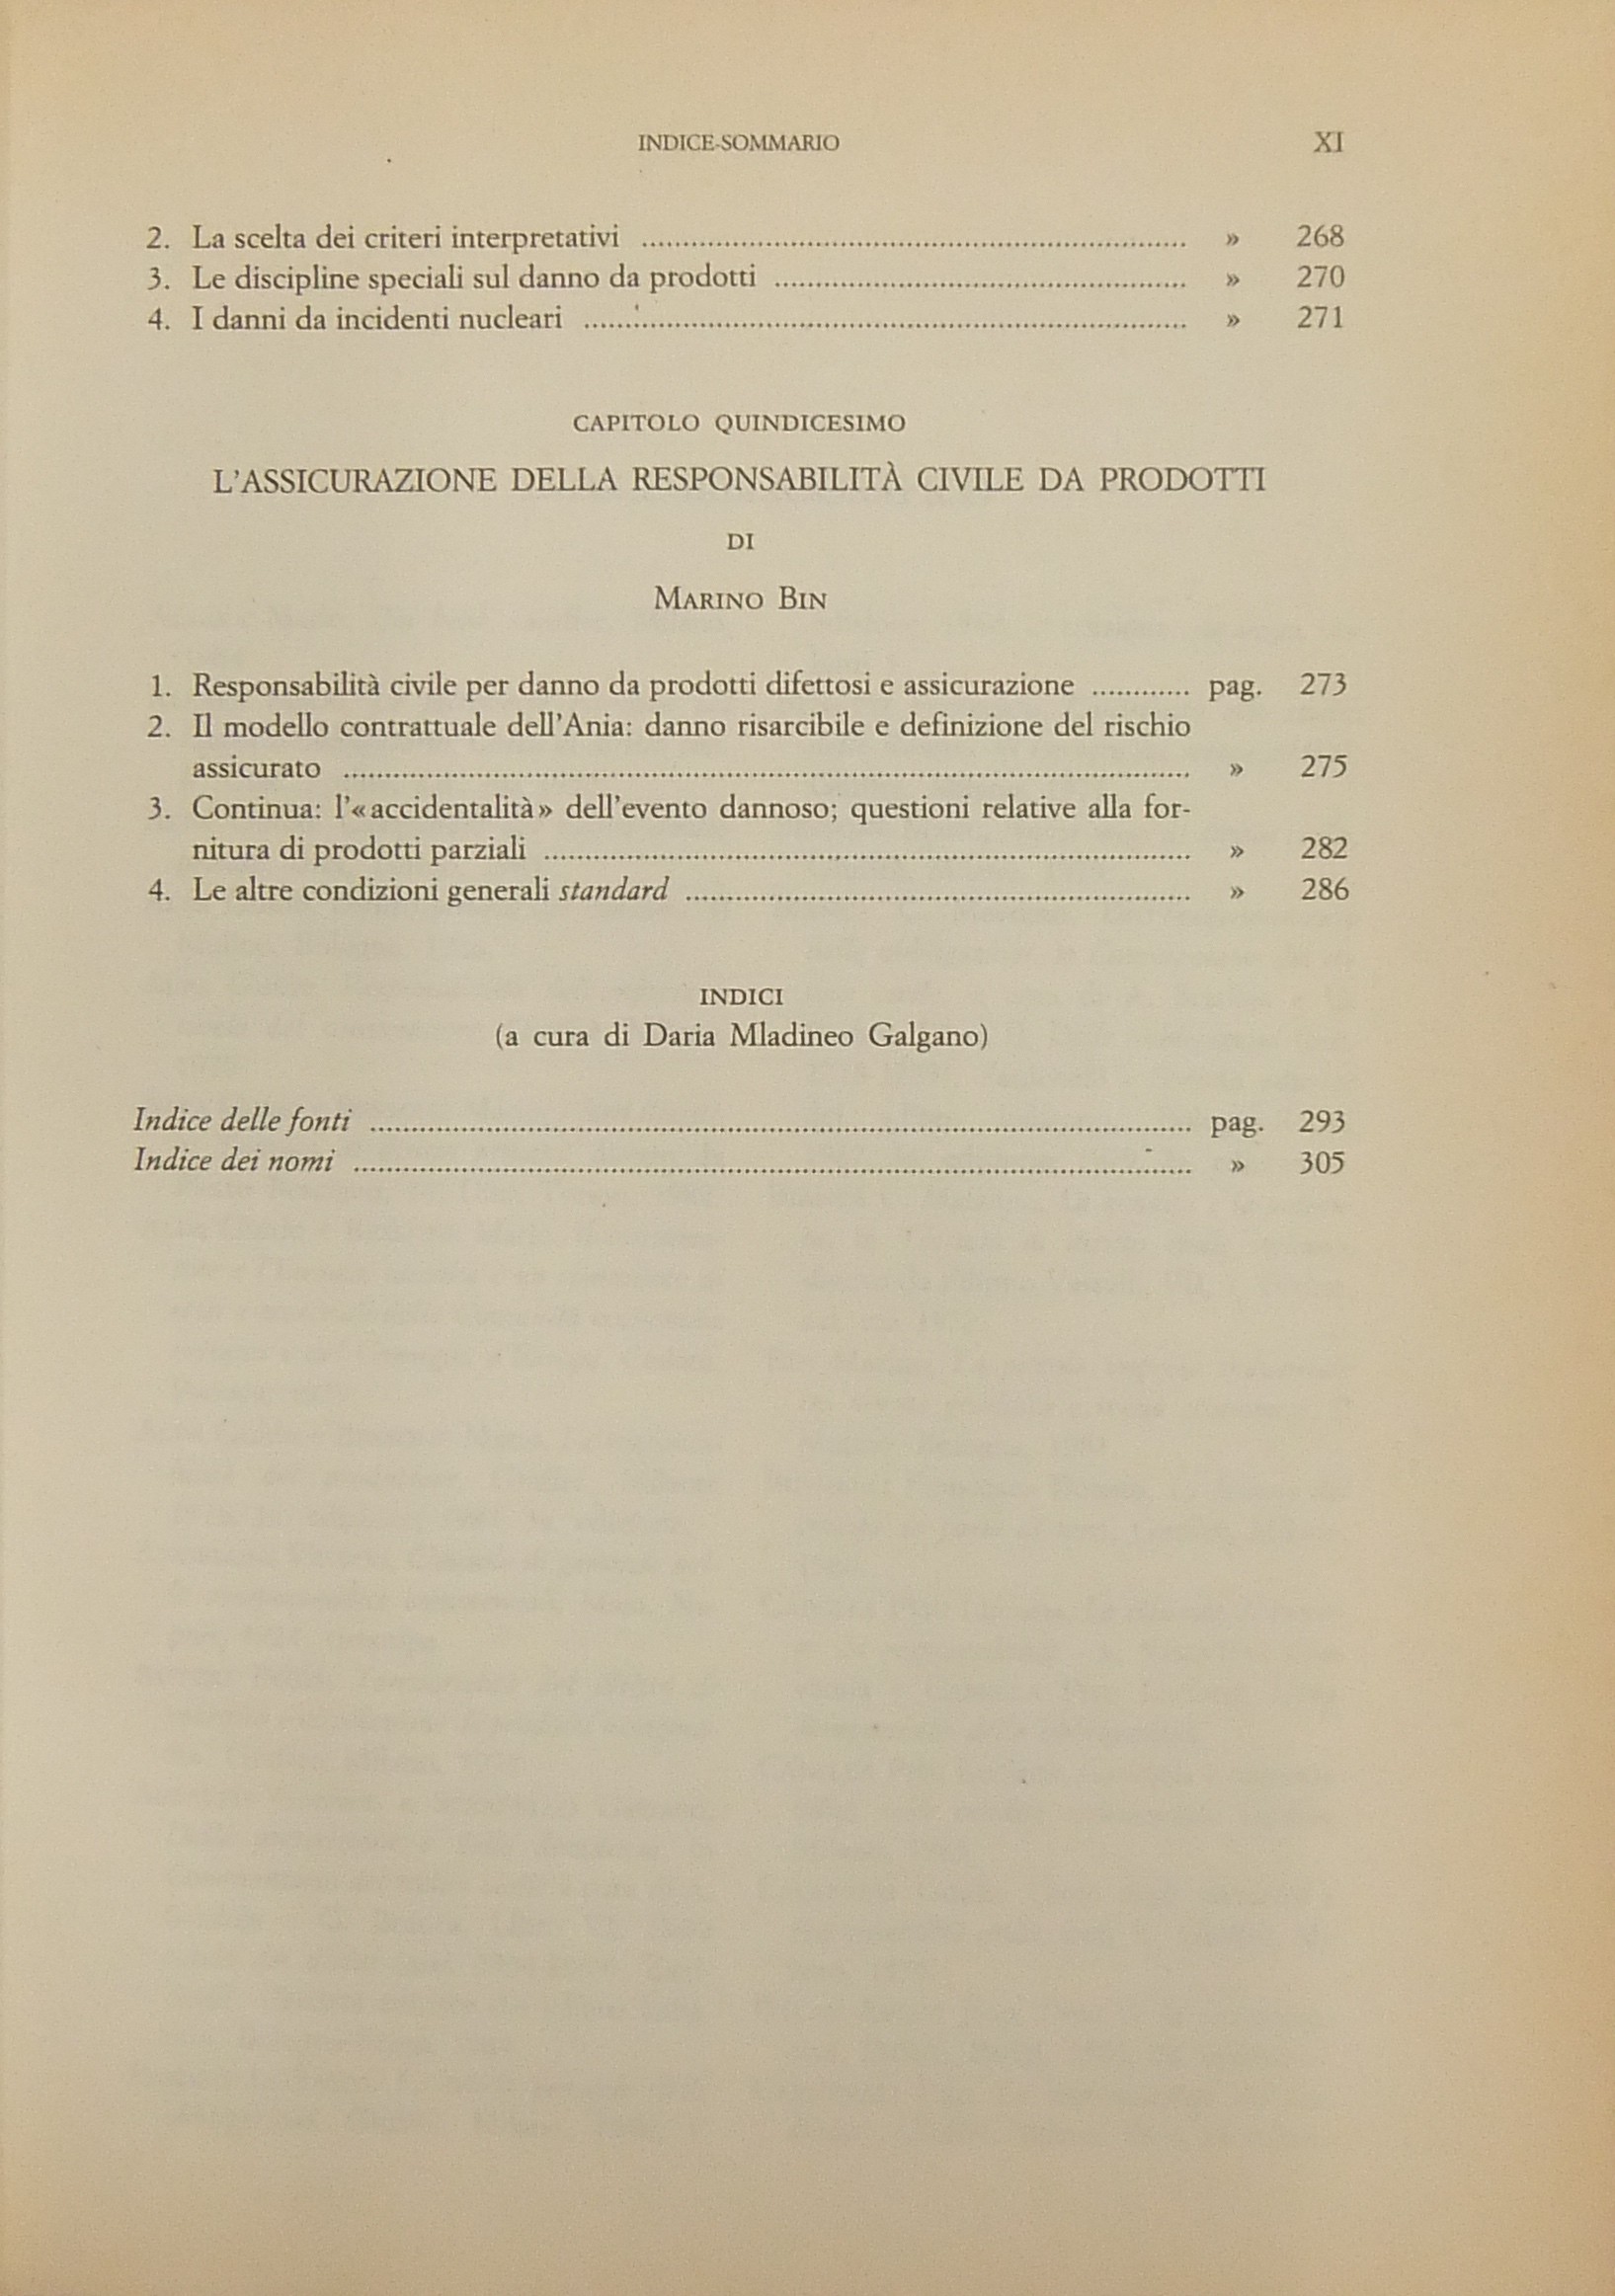 INDICE-SOMMARIO XI
2. La scelta dei criteri interpretativi ........ » 268
3. Le discipline speciali sul danno da prodotti ........ » 270
4. I danni da incidenti nucleari ........ » 271
CAPITOLO QUINDICESIMO
L'ASSICURAZIONE DELLA RESPONSABILITÀ CIVILE DA PRODOTTI
DI
MARINO BIN
1. Responsabilità civile per danno da prodotti difettosi e assicurazione ........ pag. 273
2. Il modello contrattuale dell'Ania: danno risarcibile e definizione del rischio
assicurato ........ » 275
3. Continua: l'«accidentalità» dell'evento dannoso; questioni relative alla for-
nitura di prodotti parziali ........ » 282
4. Le altre condizioni generali standard ........ » 286
INDICI
(a cura di Daria Mladineo Galgano)
Indice delle fonti ........ pag. 293
Indice dei nomi ........ » 305